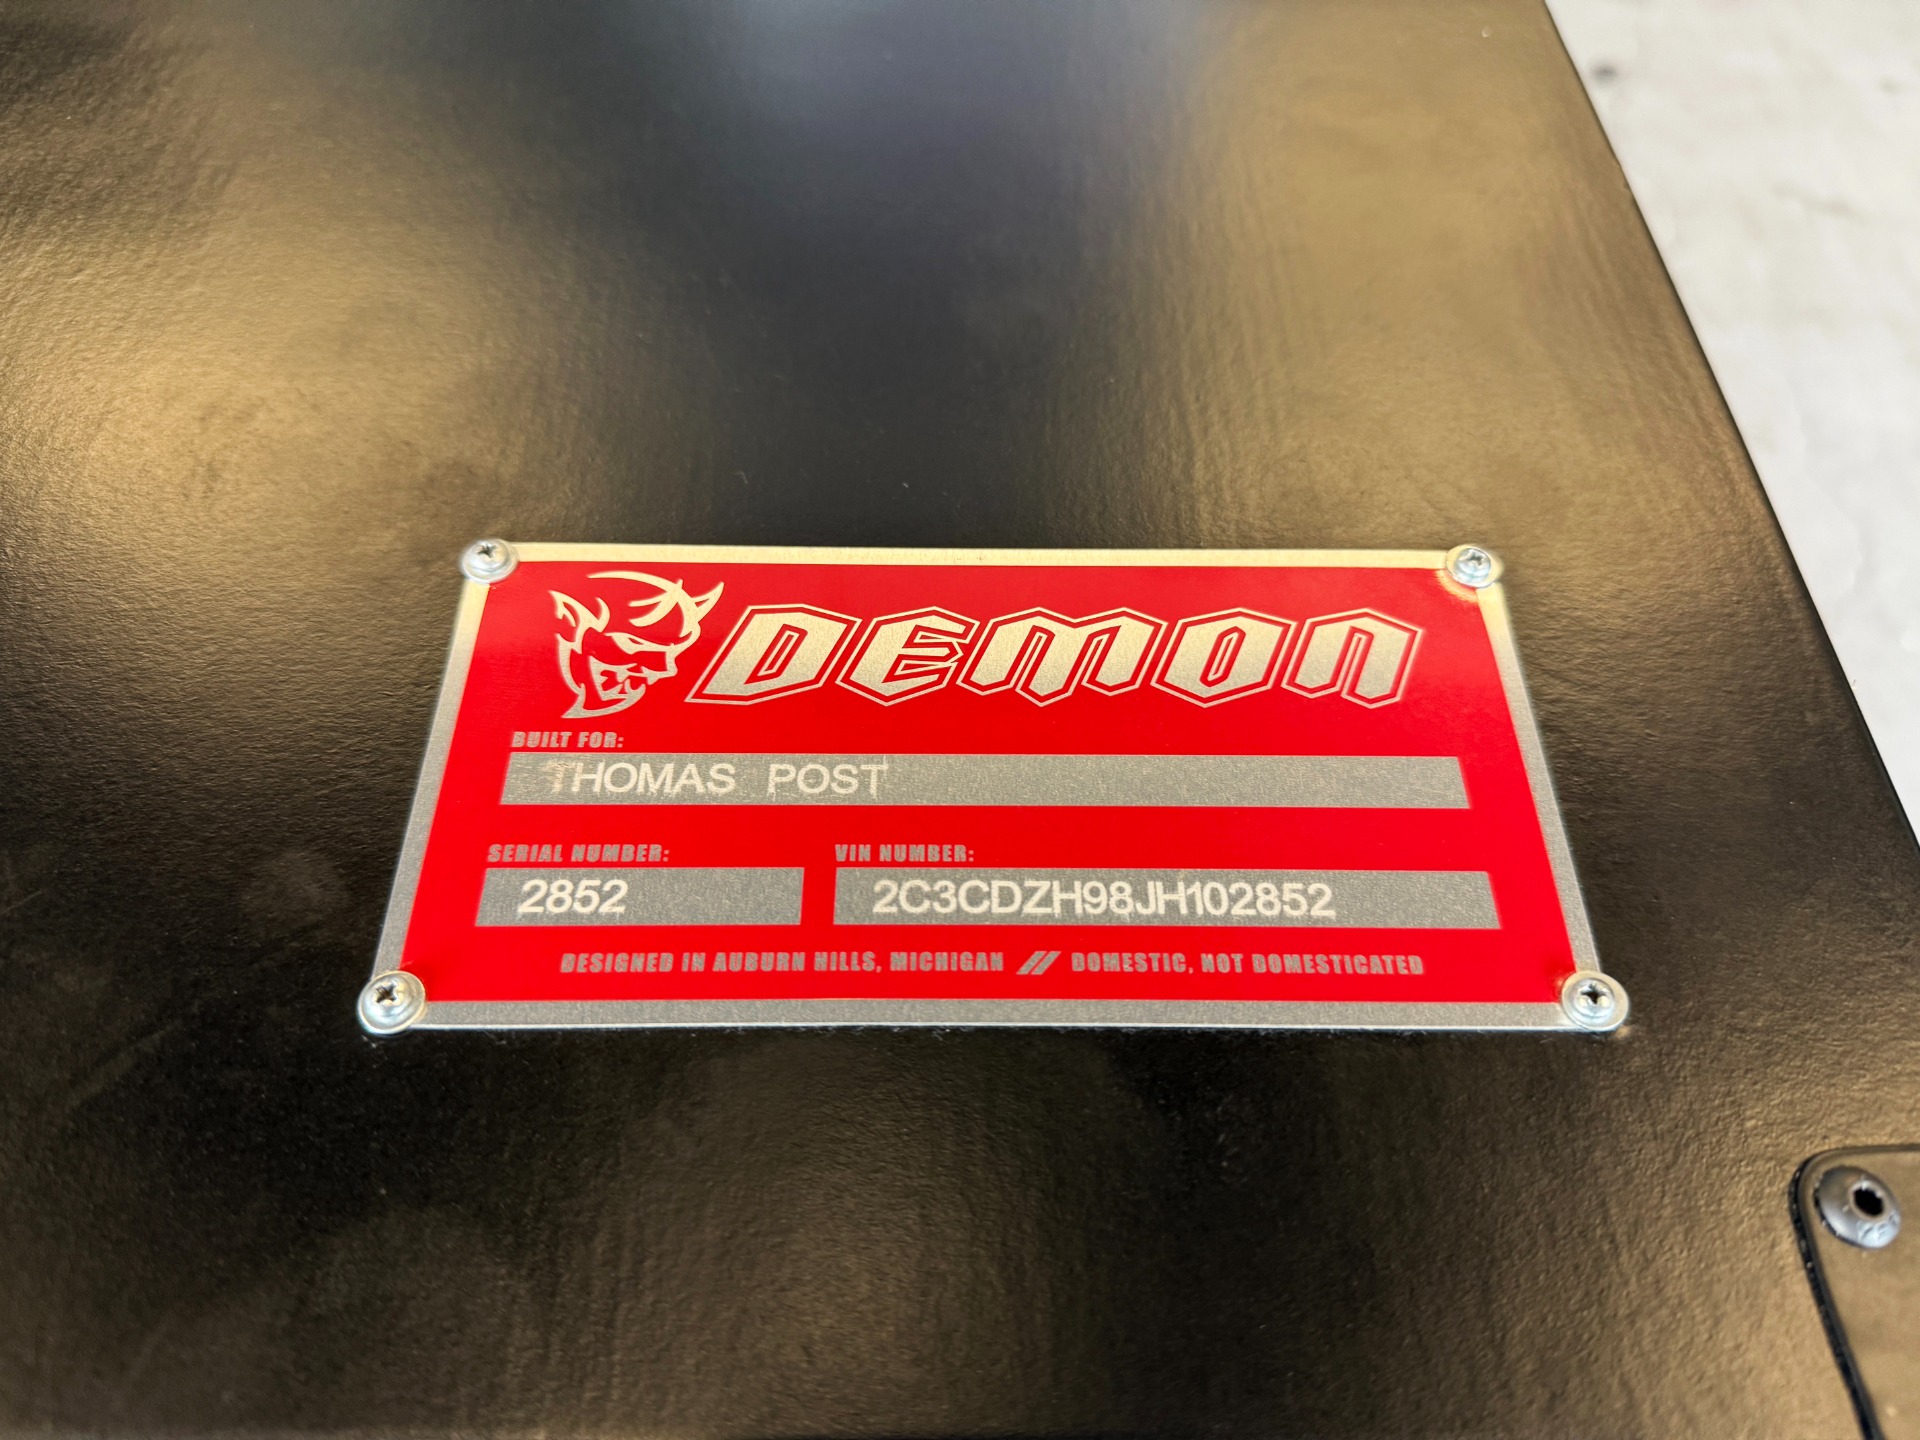 DEMON
BUILT FOR:
THOMAS POST
SERIAL NUMBER: VIN NUMBER:
2852 2C3CDZH98JH102852
DESIGNED IN AUBURN HILLS, MICHIGAN // DOMESTIC, NOT DOMESTICATED